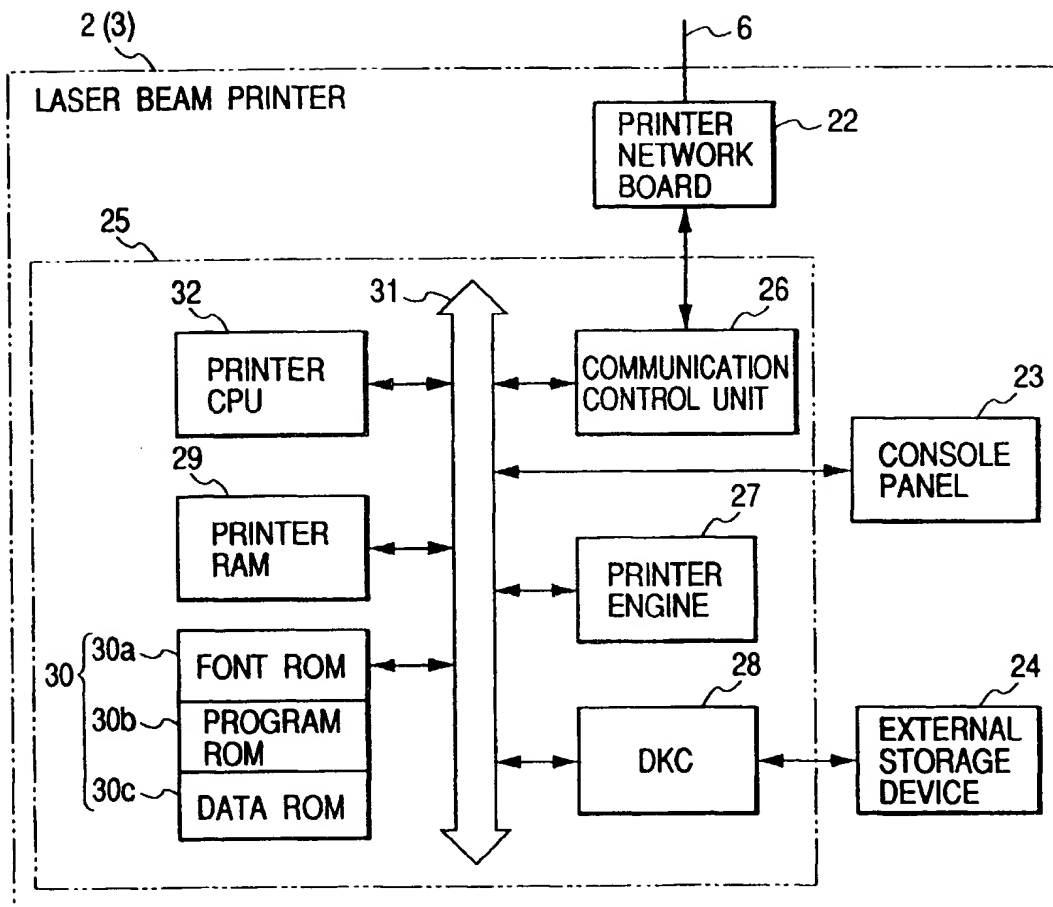 2 (3)
6
LASER BEAM PRINTER
PRINTER
NETWORK
BOARD
22
25
32
31
26
PRINTER
CPU
COMMUNICATION
CONTROL UNIT
23
CONSOLE
PANEL
29
27
PRINTER
RAM
PRINTER
ENGINE
30
30a
FONT ROM
28
24
30b
PROGRAM
ROM
DKC
EXTERNAL
STORAGE
DEVICE
30c
DATA ROM